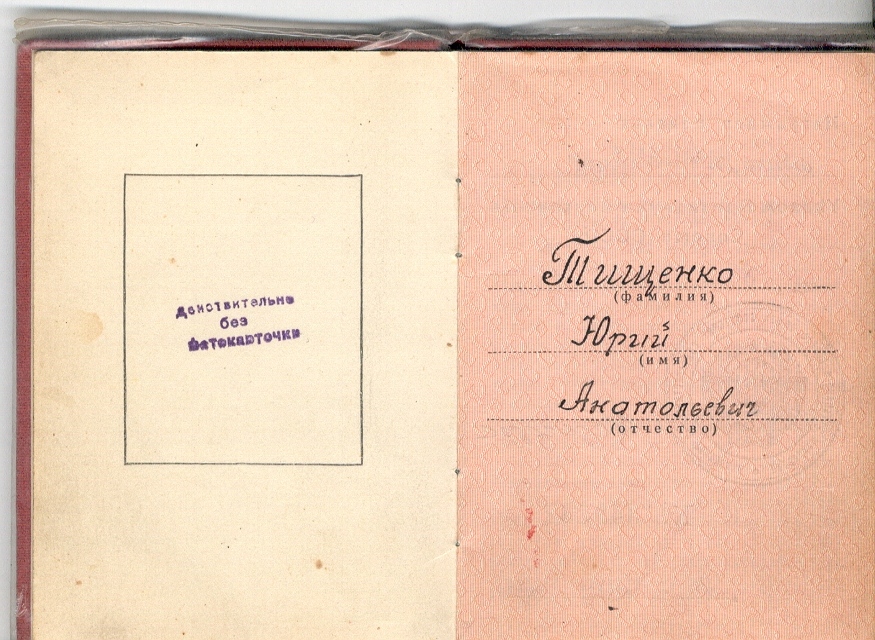 Действительно
без
фотокарточки
Тищенко
(фамилия)
Юрий
(имя)
Анатольевич
(отчество)